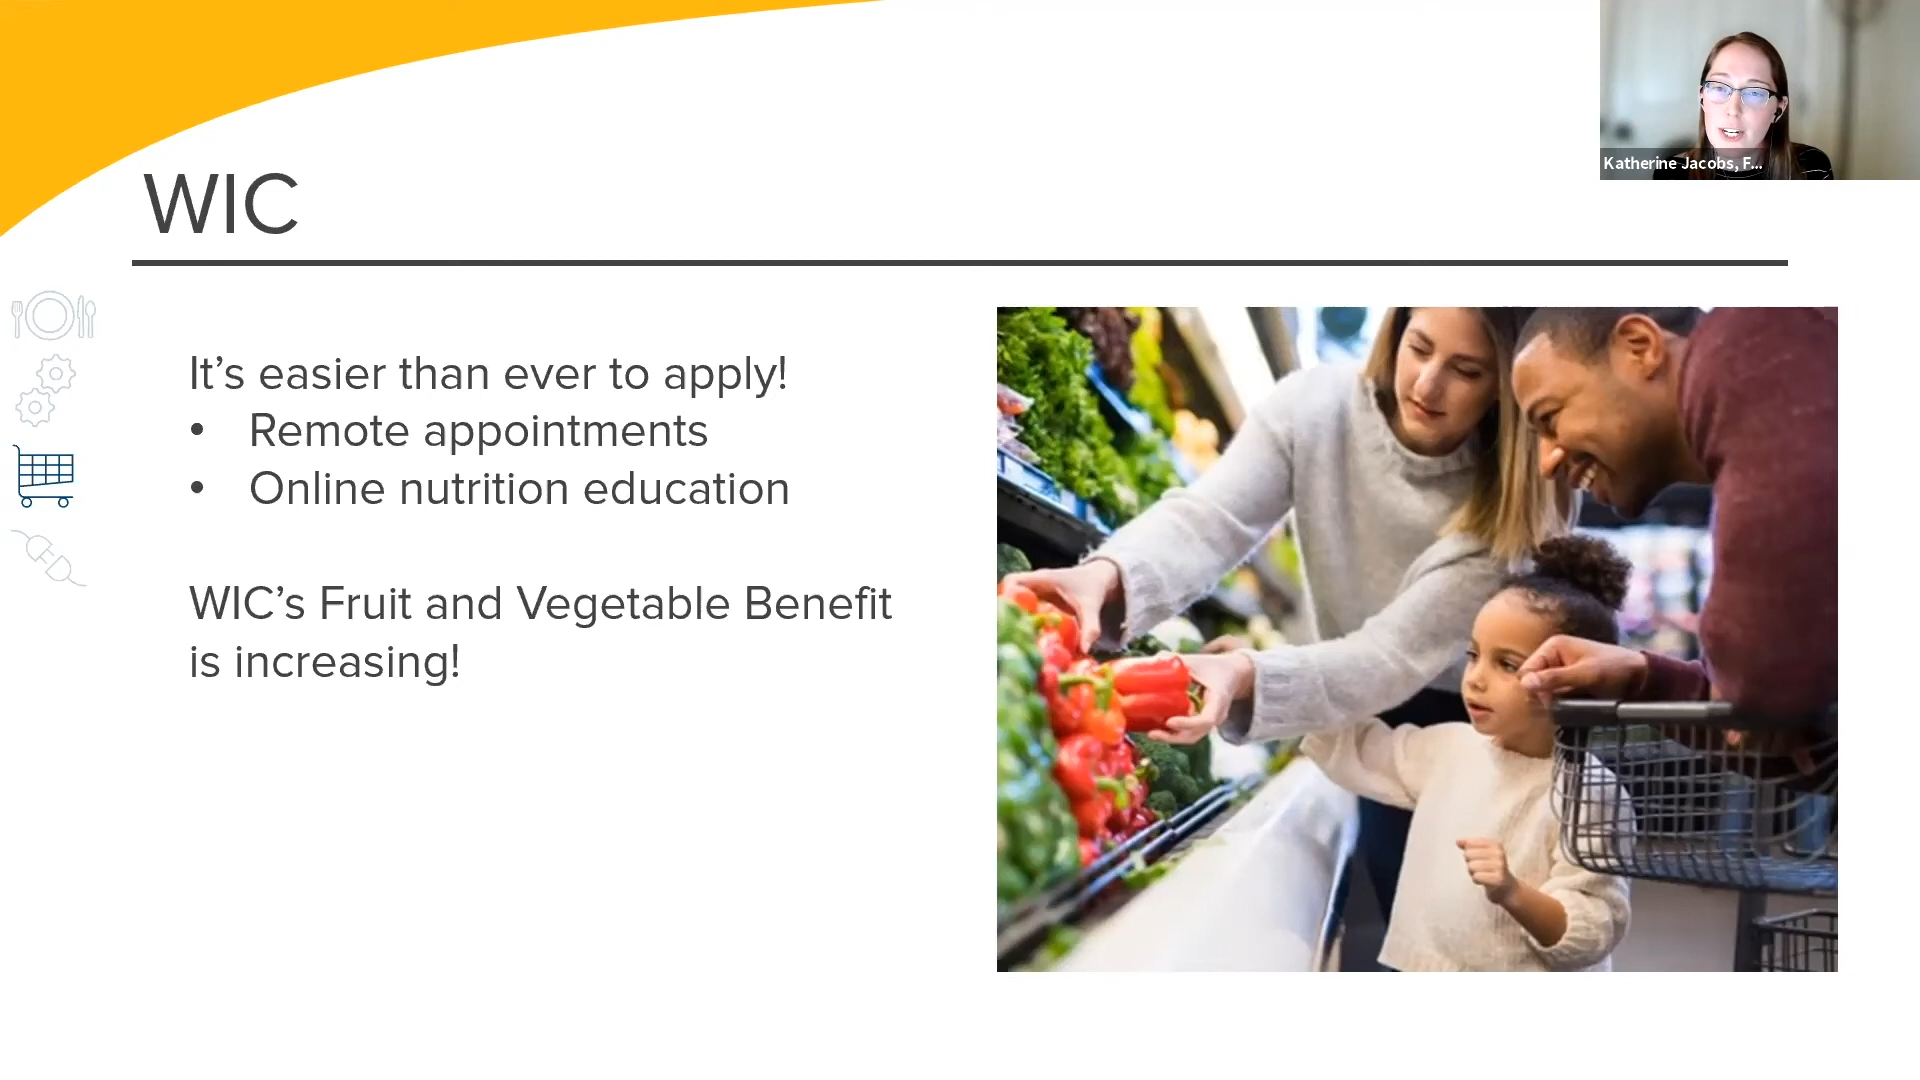 Katherine Jacobs, F...
WIC
It’s easier than ever to apply!
• Remote appointments
• Online nutrition education
WIC’s Fruit and Vegetable Benefit
is increasing!